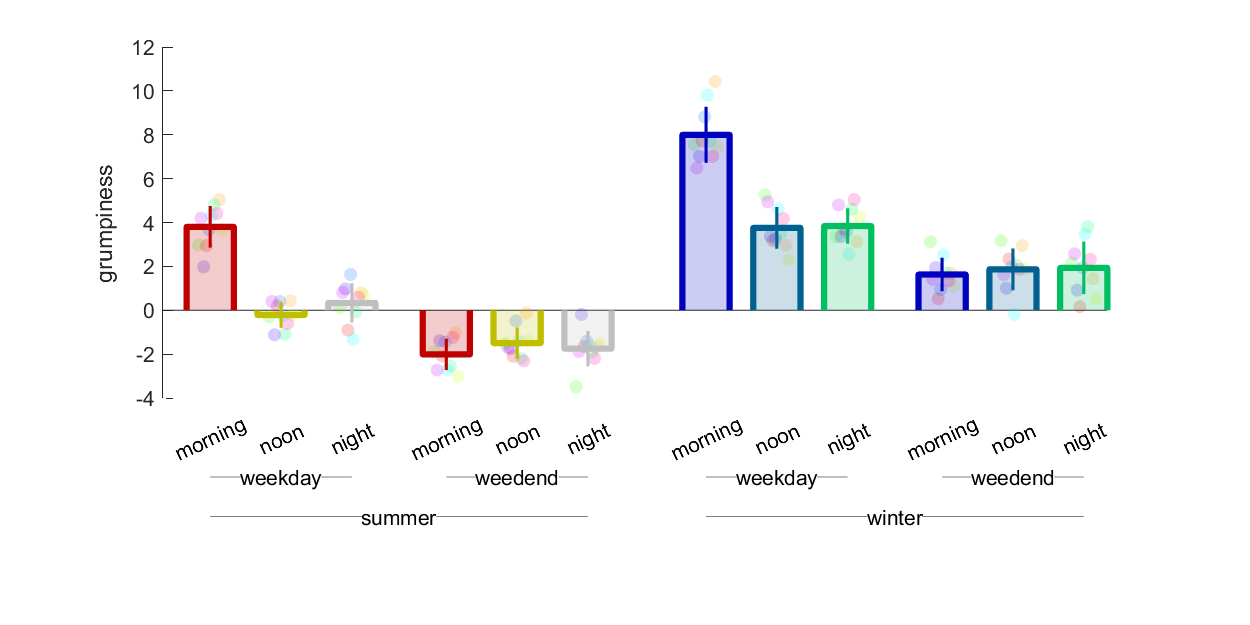 grumpiness
12
10
8
6
4
2
0
-2
-4
morning noon night morning noon night morning noon night morning noon night
weekday weedend weekday weedend
summer winter